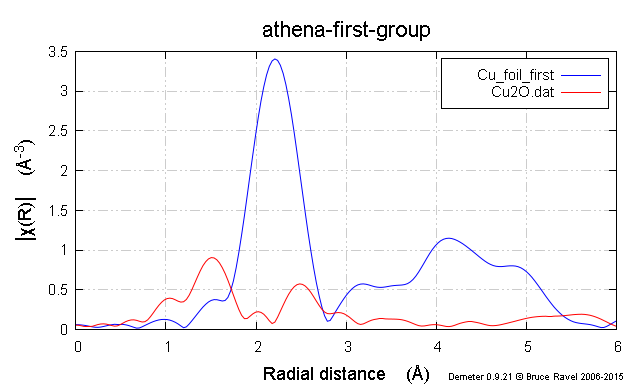 athena-first-group
3.5
3
2.5
2
1.5
1
0.5
0
|χ(R)| (Å-3)
Cu_foil_first
Cu2O.dat
0 1 2 3 4 5 6
Radial distance (Å)
Demeter 0.9.21 © Bruce Ravel 2006-2015